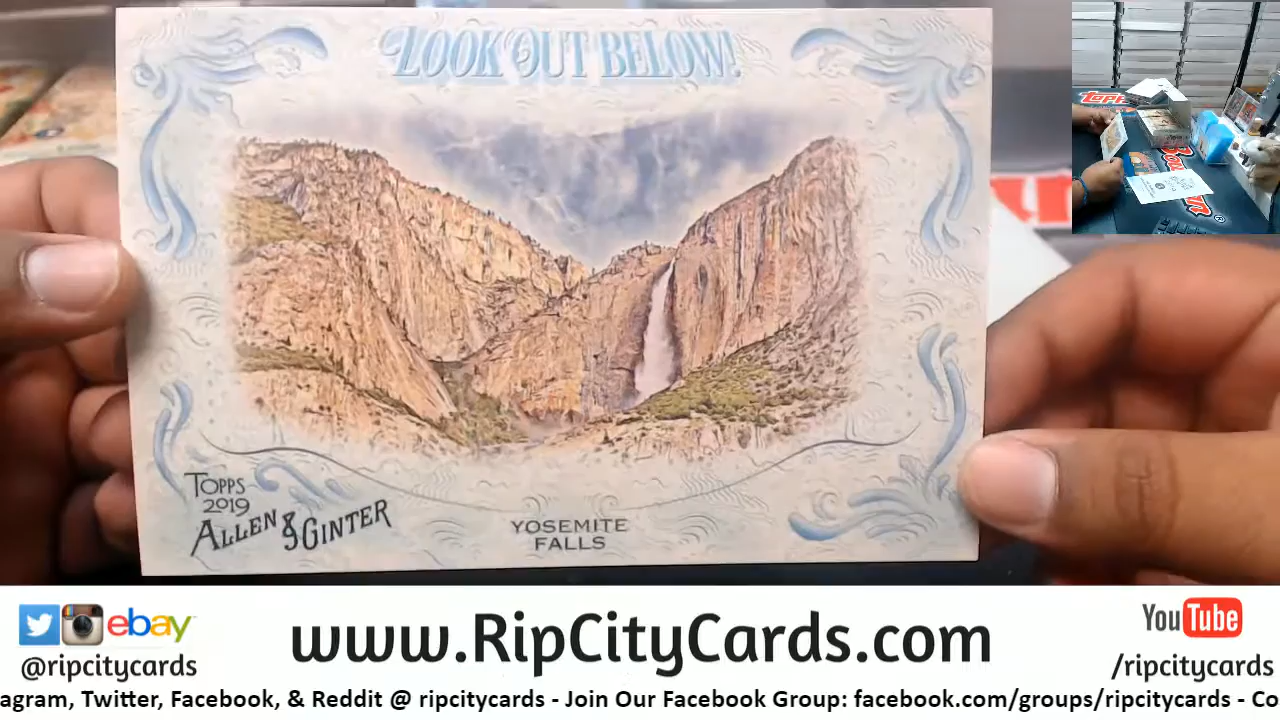 LOOK OUT BELOW!
TOPPS
2019
ALLEN & GINTER
YOSEMITE
FALLS
TOPPS
ebay
@ripcitycards
www.RipCityCards.com
YouTube
/ripcitycards
agram, Twitter, Facebook, & Reddit @ ripcitycards - Join Our Facebook Group: facebook.com/groups/ripcitycards - Co